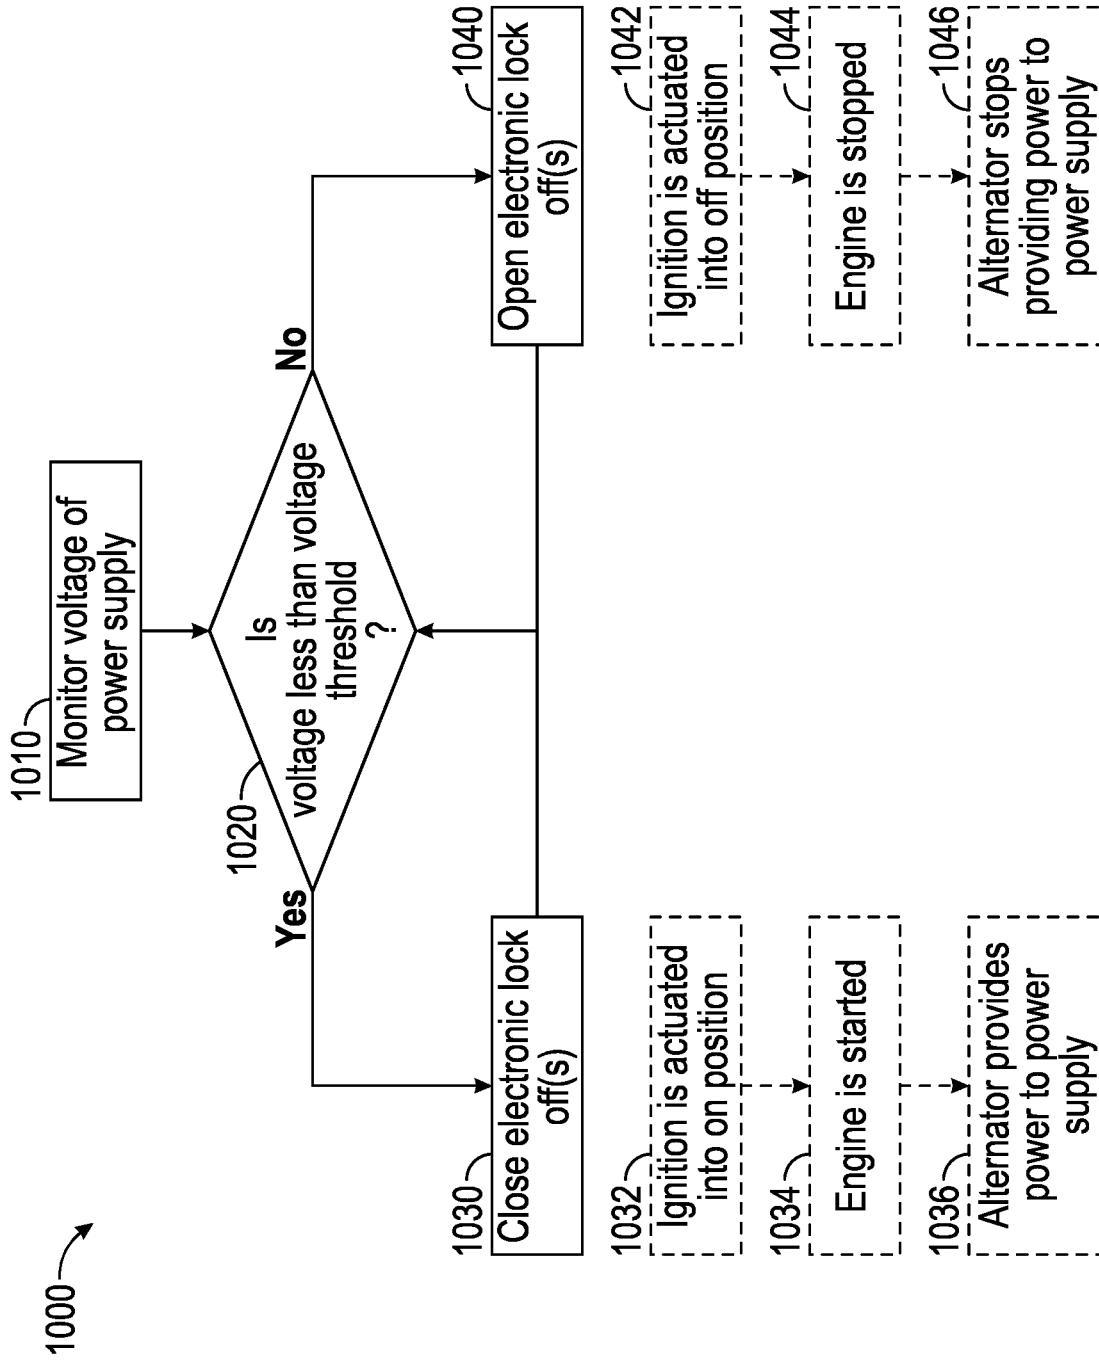 1000
1010
Monitor voltage of
power supply
1020
Is
voltage less than voltage
threshold
?
Yes
No
1030
Close electronic lock
off(s)
1040
Open electronic lock
off(s)
1032
Ignition is actuated
into on position
1042
Ignition is actuated
into off position
1034
Engine is started
1044
Engine is stopped
1036
Alternator provides
power to power
supply
1046
Alternator stops
providing power to
power supply